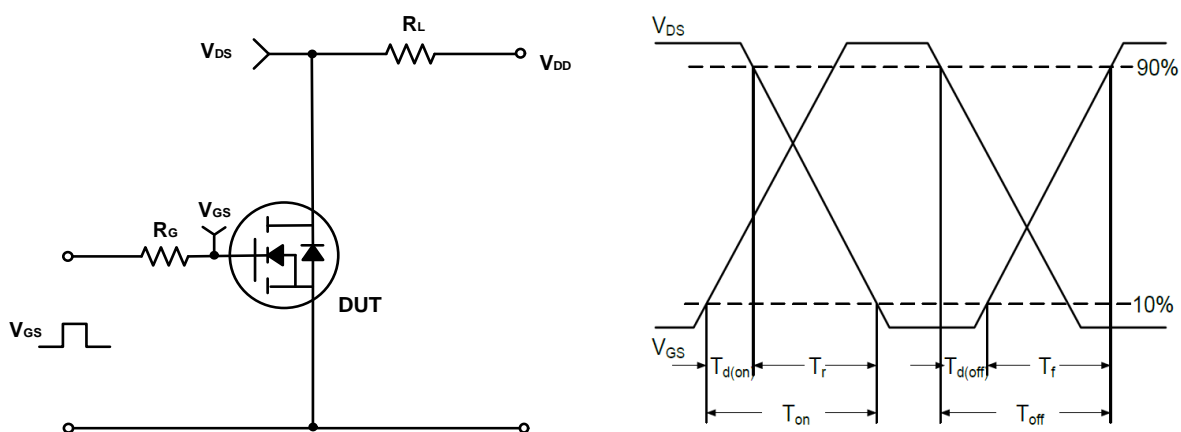 RL
VDS
VDD
VGS
RG
DUT
VGS
VDS
90%
10%
VGS
Td(on) Tr Td(off) Tf
Ton Toff